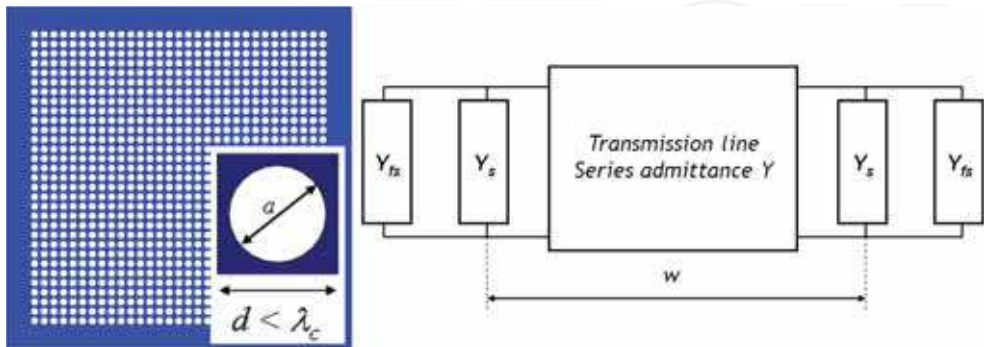 a
d < λc
Yfs
Ys
Transmission line
Series admittance Y
Ys
Yfs
w